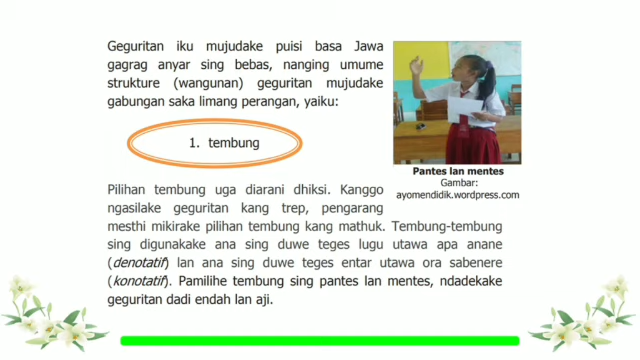 Geguritan iku mujudake puisi basa Jawa
gagrag anyar sing bebas, nanging umume
strukture (wangunan) geguritan mujudake
gabungan saka limang perangan, yaiku:
1. tembung
Pantes lan mentes
Gambar:
ayomendidik.wordpress.com
Pilihan tembung uga diarani dhiksi. Kanggo
ngasilake geguritan kang trep, pengarang
mesthi mikirake pilihan tembung kang mathuk. Tembung-tembung
sing digunakake ana sing duwe teges lugu utawa apa anane
(denotatif) lan ana sing duwe teges entar utawa ora sabenere
(konotatif). Pamilihe tembung sing pantes lan mentes, ndadekake
geguritan dadi endah lan aji.